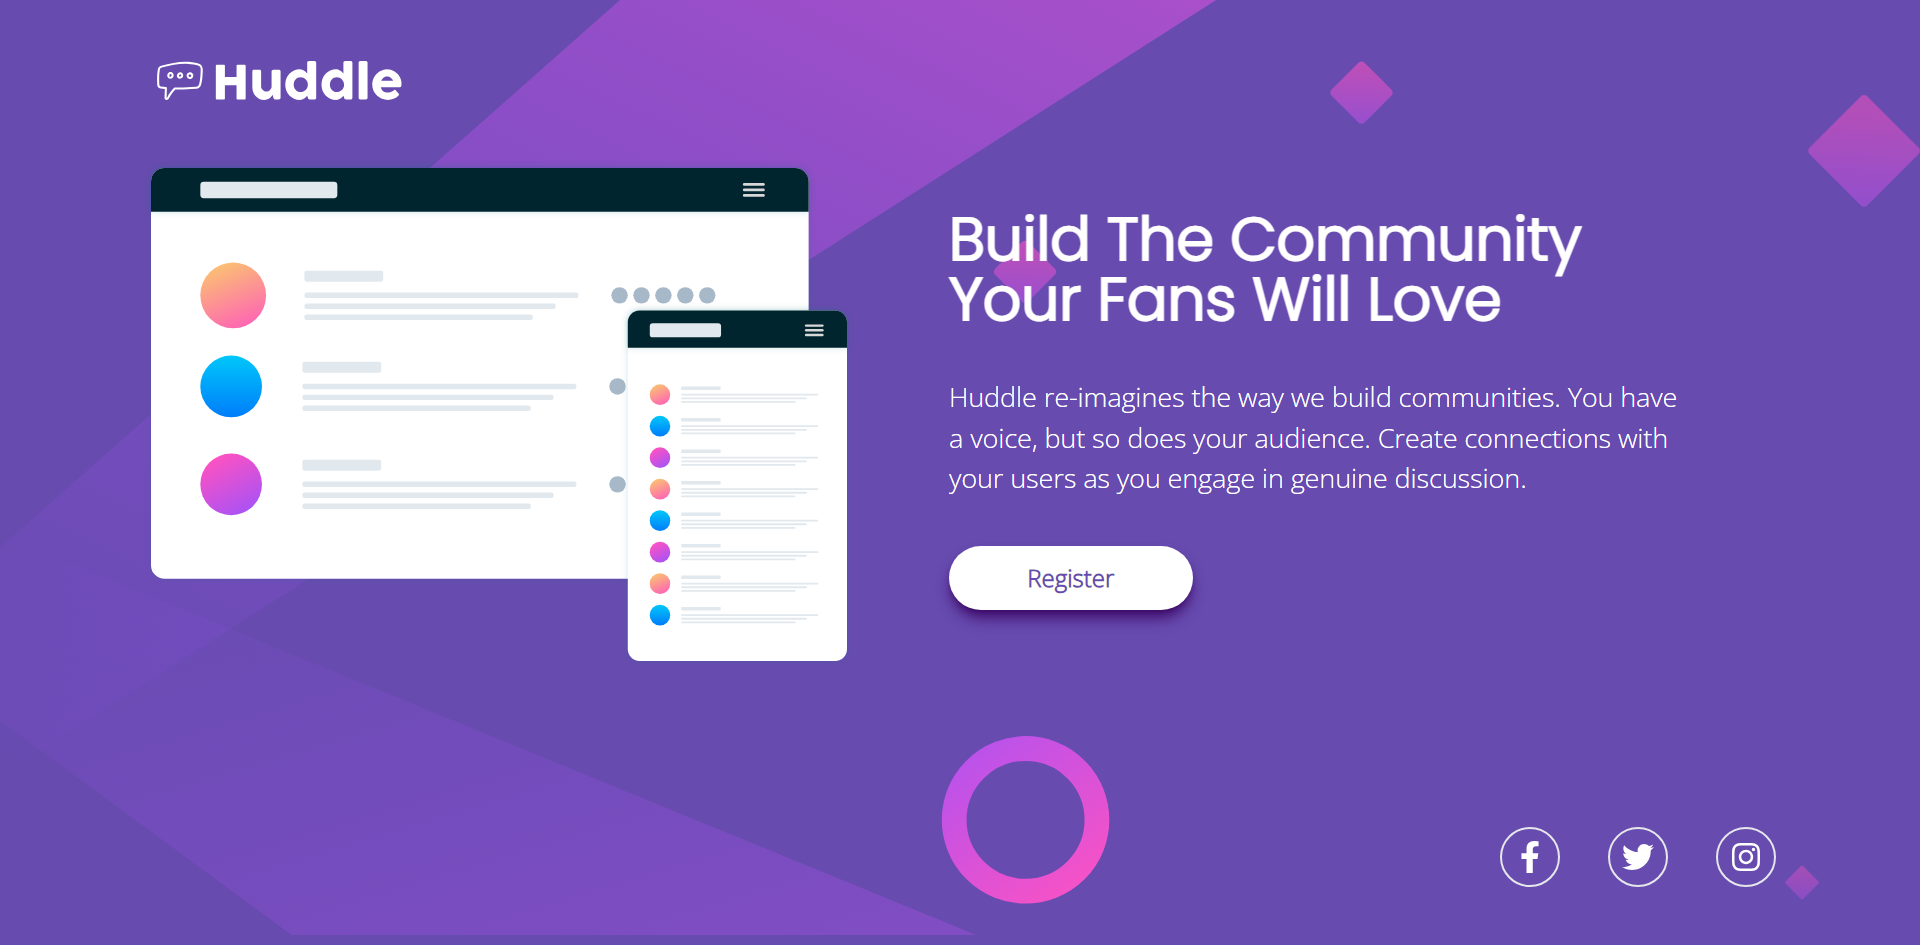 Huddle
Build The Community
Your Fans Will Love
Huddle re-imagines the way we build communities. You have
a voice, but so does your audience. Create connections with
your users as you engage in genuine discussion.
Register